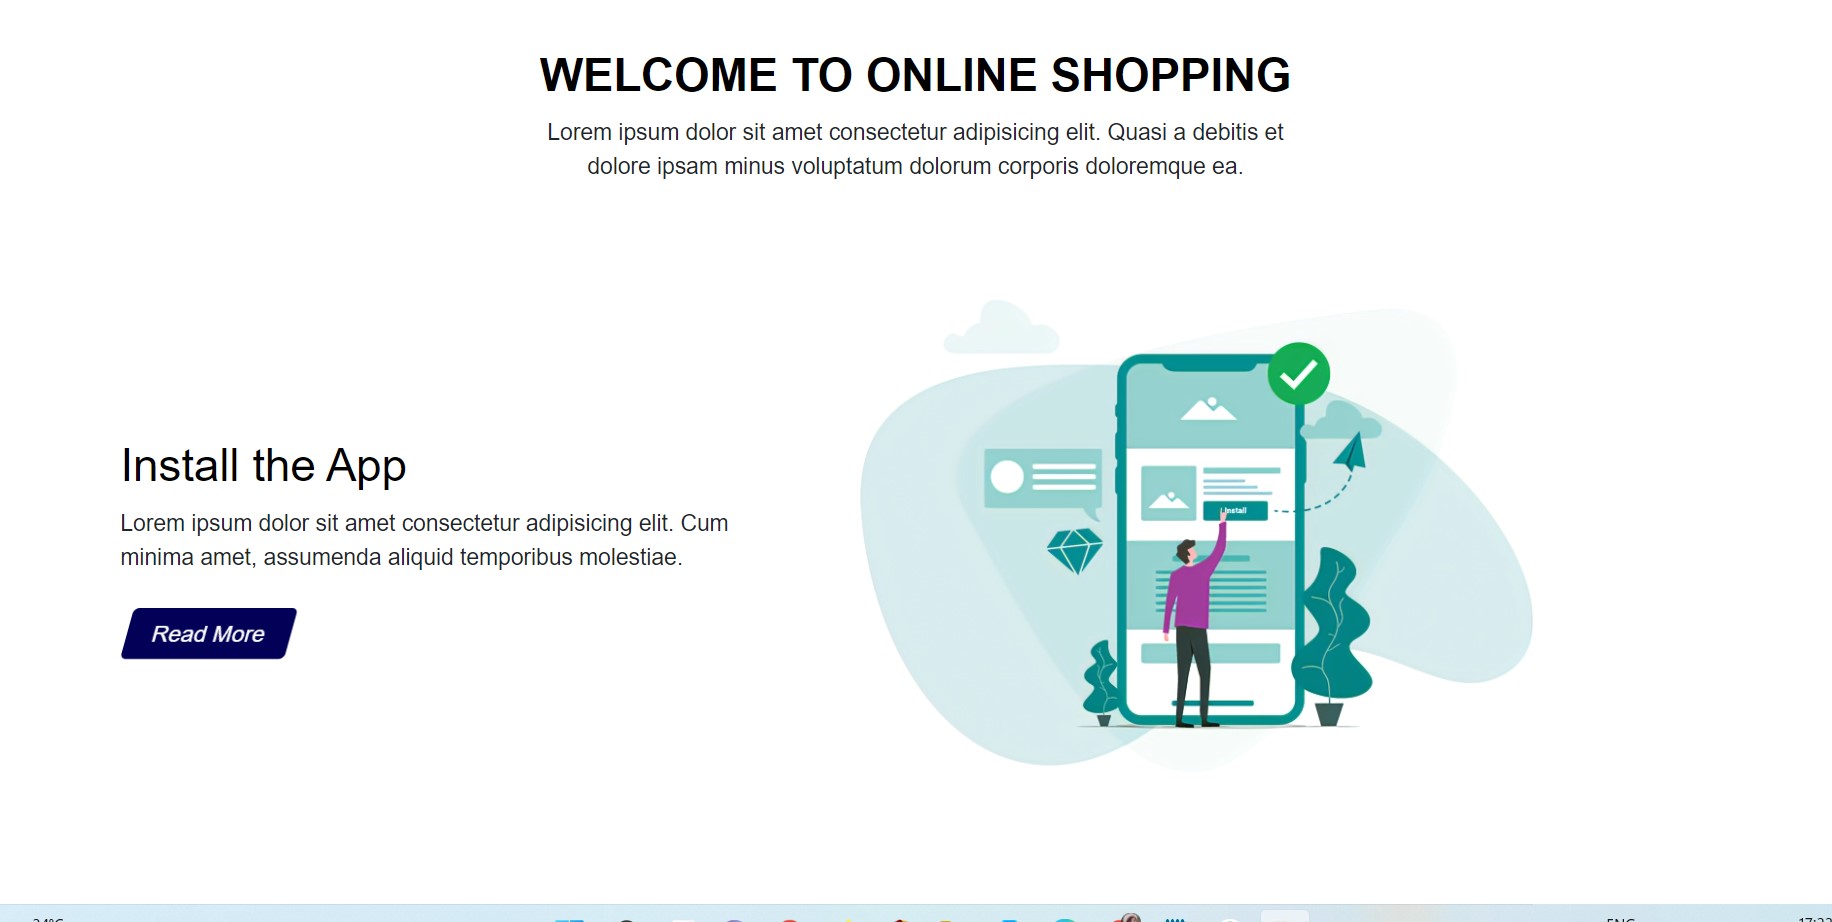 WELCOME TO ONLINE SHOPPING
Lorem ipsum dolor sit amet consectetur adipisicing elit. Quasi a debitis et
dolore ipsam minus voluptatum dolorum corporis doloremque ea.
Install
Install the App
Lorem ipsum dolor sit amet consectetur adipisicing elit. Cum
minima amet, assumenda aliquid temporibus molestiae.
Read More